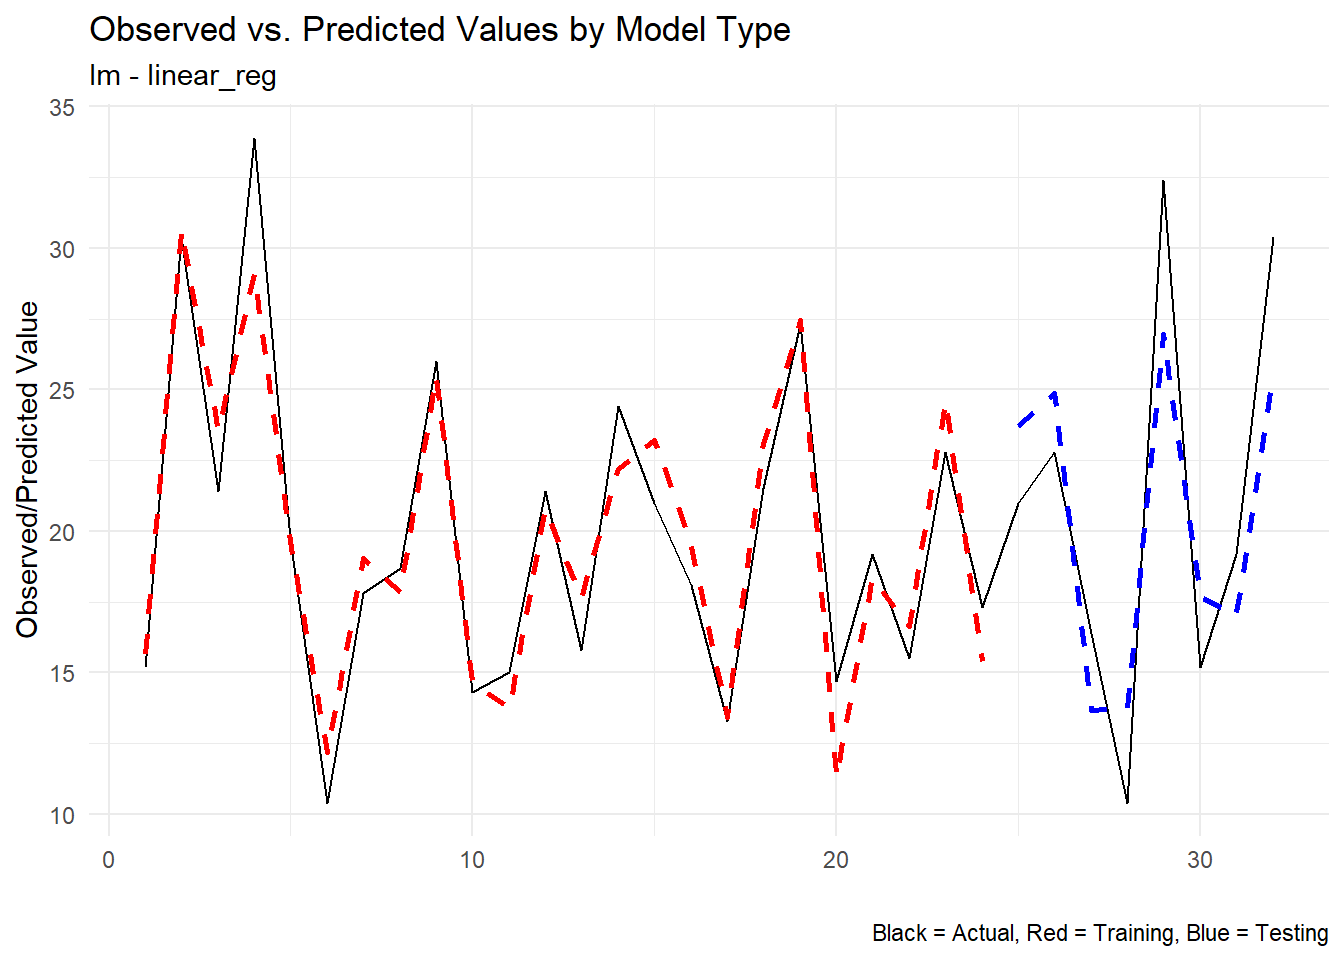 Observed vs. Predicted Values by Model Type
lm - linear_reg
Observed/Predicted Value
35
30
25
20
15
10
0
10
20
30
Black = Actual, Red = Training, Blue = Testing